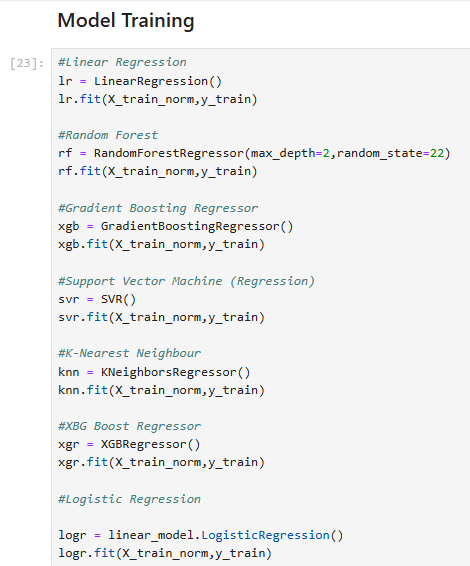 Model Training
[23]:
#Linear Regression
lr = LinearRegression()
lr.fit(X_train_norm,y_train)
#Random Forest
rf = RandomForestRegressor(max_depth=2,random_state=22)
rf.fit(X_train_norm,y_train)
#Gradient Boosting Regressor
xgb = GradientBoostingRegressor()
xgb.fit(X_train_norm,y_train)
#Support Vector Machine (Regression)
svr = SVR()
svr.fit(X_train_norm,y_train)
#K-Nearest Neighbour
knn = KNeighborsRegressor()
knn.fit(X_train_norm,y_train)
#XBG Boost Regressor
xgr = XGBRegressor()
xgr.fit(X_train_norm,y_train)
#Logistic Regression
logr = linear_model.LogisticRegression()
logr.fit(X_train_norm,y_train)